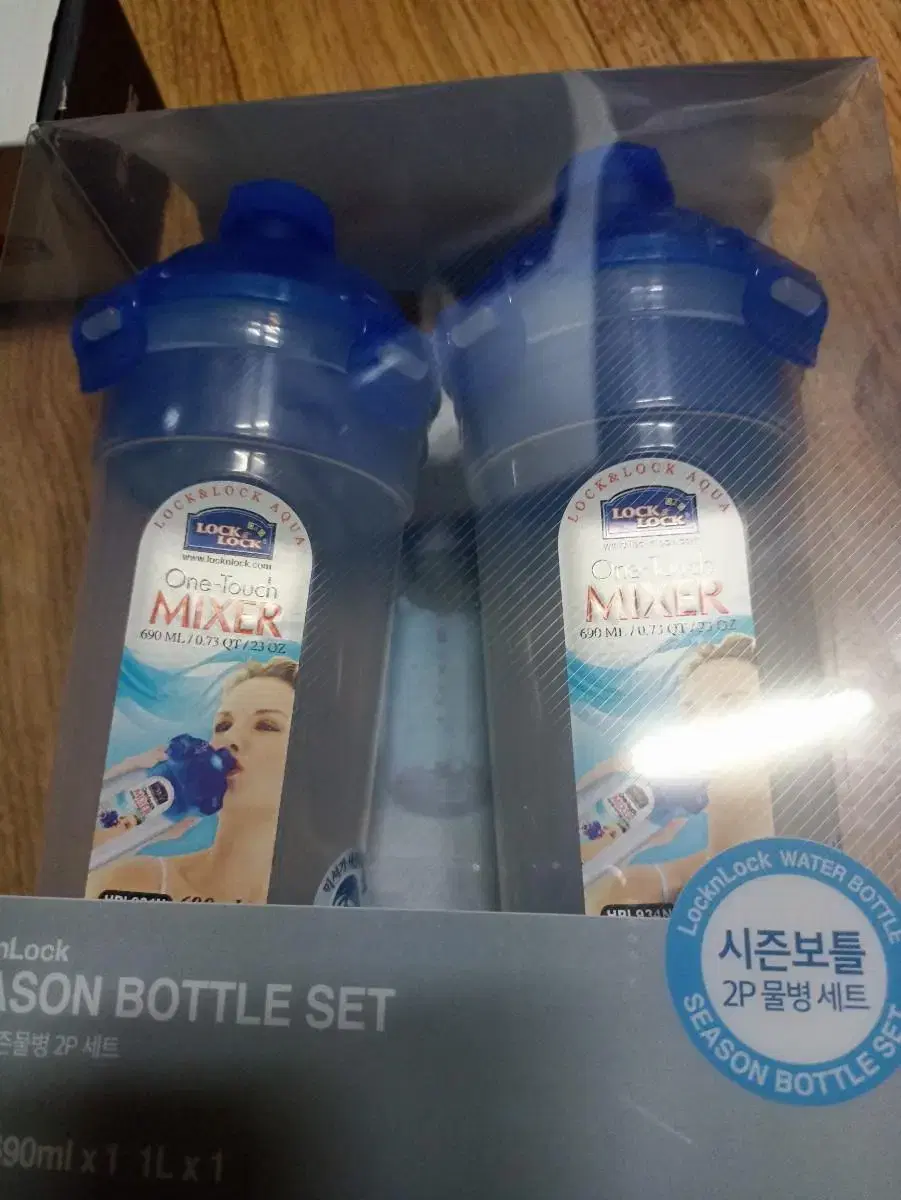 LOCK&LOCK AQUA
LOCK&LOCK
www.locknlock.com
One-Touch
MIXER
690 ML / 0.73 QT / 23 OZ
MIXER
LOCK&LOCK AQUA
LOCK&LOCK
One-Touch
MIXER
690 ML / 0.73 QT / 23 OZ
MIXER
nLock
ASON BOTTLE SET
즌물병 2P 세트
690ml x 1 1L x 1
LocknLock WATER BOTTLE
시즌보틀
2P 물병 세트
SEASON BOTTLE SET